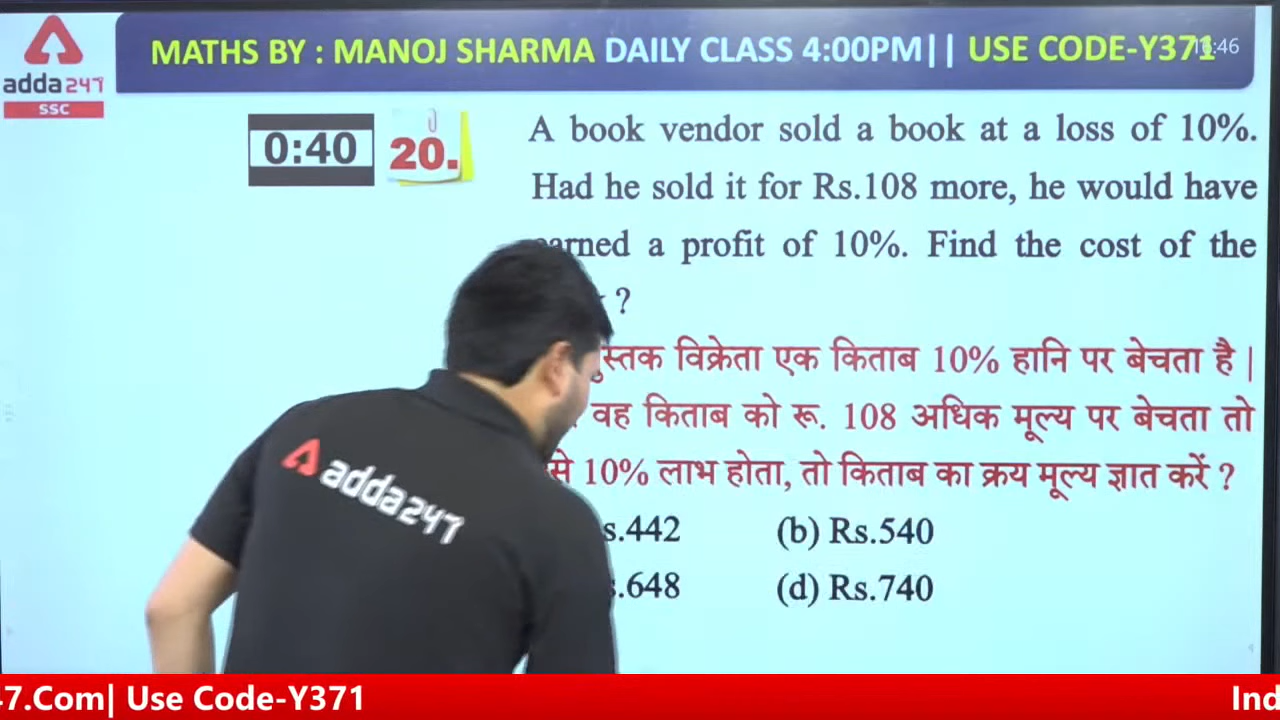 MATHS BY : MANOJ SHARMA DAILY CLASS 4:00PM|| USE CODE-Y371
:46
adda247
SSC
0:40
20.
A book vendor sold a book at a loss of 10%.
Had he sold it for Rs.108 more, he would have
earned a profit of 10%. Find the cost of the
?
पुस्तक विक्रेता एक किताब 10% हानि पर बेचता है |
वह किताब को रू. 108 अधिक मूल्य पर बेचता तो
10% लाभ होता, तो किताब का क्रय मूल्य ज्ञात करें ?
s.442 (b) Rs.540
.648 (d) Rs.740
adda247
47.Com| Use Code-Y371
Ind